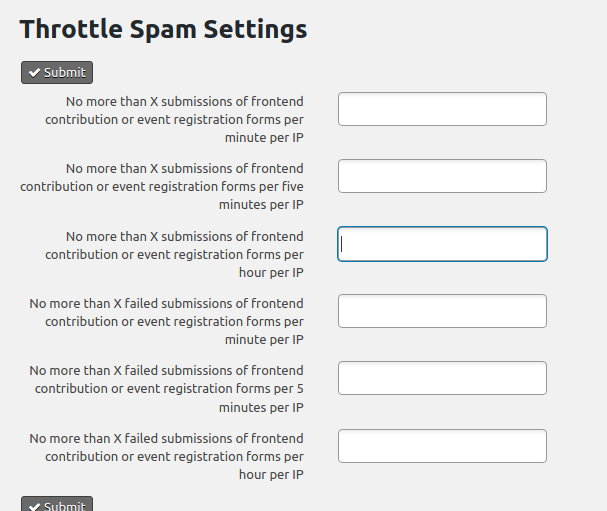 Throttle Spam Settings
Submit
No more than X submissions of frontend
contribution or event registration forms per
minute per IP
No more than X submissions of frontend
contribution or event registration forms per five
minutes per IP
No more than X submissions of frontend
contribution or event registration forms per
hour per IP
No more than X failed submissions of frontend
contribution or event registration forms per
minute per IP
No more than X failed submissions of frontend
contribution or event registration forms per 5
minutes per IP
No more than X failed submissions of frontend
contribution or event registration forms per
hour per IP
Submit